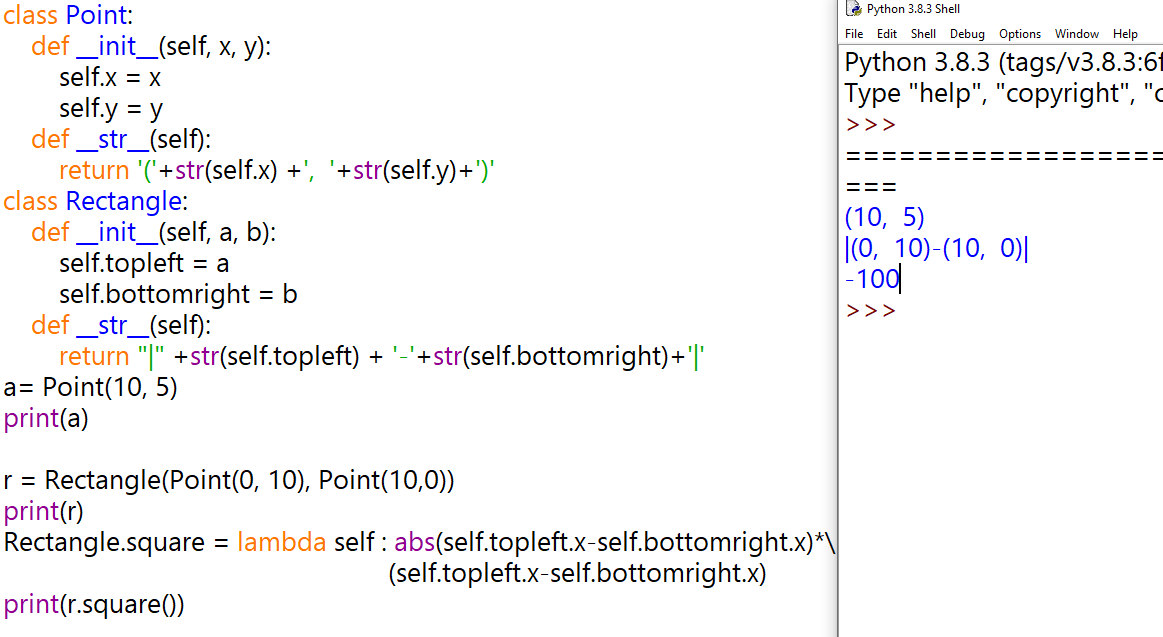 class Point:
    def __init__(self, x, y):
        self.x = x
        self.y = y
    def __str__(self):
        return '('+str(self.x) +',  '+str(self.y)+')'
class Rectangle:
    def __init__(self, a, b):
        self.topleft = a
        self.bottomright = b
    def __str__(self):
        return "|" +str(self.topleft) + '-'+str(self.bottomright)+'|'
a= Point(10, 5)
print(a)
r = Rectangle(Point(0, 10), Point(10,0))
print(r)
Rectangle.square = lambda self : abs(self.topleft.x-self.bottomright.x)*\
(self.topleft.x-self.bottomright.x)
print(r.square())
Python 3.8.3 Shell
File Edit Shell Debug Options Window Help
Python 3.8.3 (tags/v3.8.3:6f
Type "help", "copyright", "c
>>>
==================
===
(10,  5)
|(0,  10)-(10,  0)|
-100
>>>